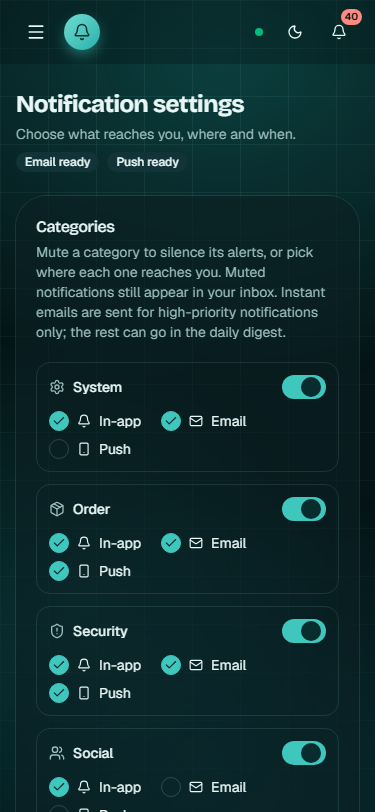 40
Notification settings
Choose what reaches you, where and when.
Email ready Push ready
Categories
Mute a category to silence its alerts, or pick
where each one reaches you. Muted
notifications still appear in your inbox. Instant
emails are sent for high-priority notifications
only; the rest can go in the daily digest.
System
In-app Email
Push
Order
In-app Email
Push
Security
In-app Email
Push
Social
In-app Email